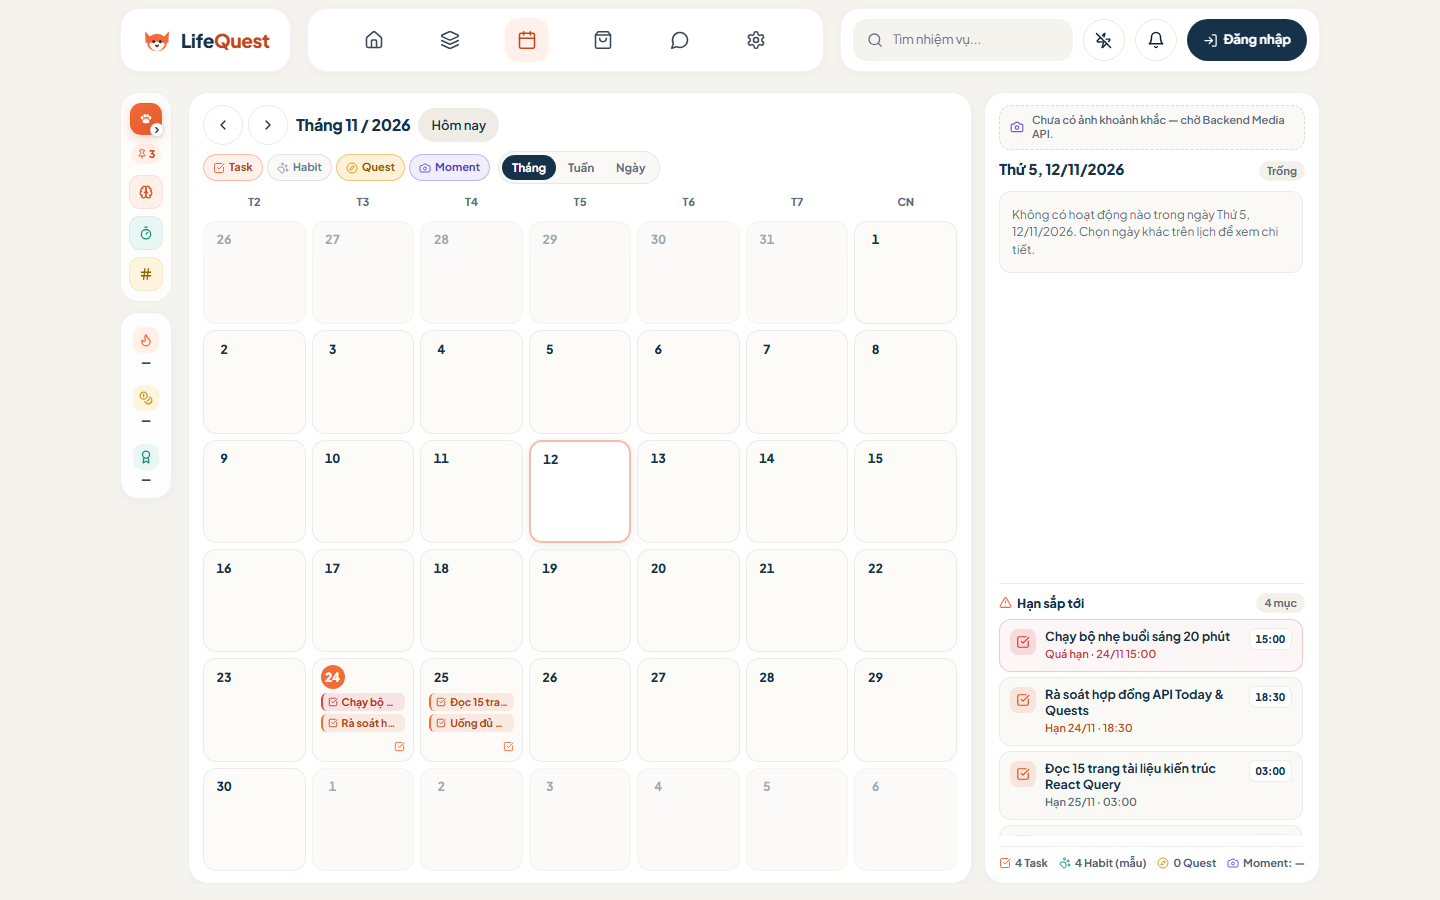 LifeQuest
Tìm nhiệm vụ...
Đăng nhập
3
–
–
–
Tháng 11 / 2026
Hôm nay
Task
Habit
Quest
Moment
Tháng
Tuần
Ngày
T2 T3 T4 T5 T6 T7 CN
26 27 28 29 30 31 1
2 3 4 5 6 7 8
9 10 11 12 13 14 15
16 17 18 19 20 21 22
23 24 25 26 27 28 29
Chạy bộ ...
Rà soát h...
Đọc 15 tra...
Uống đủ ...
30 1 2 3 4 5 6
Chưa có ảnh khoảnh khắc — chờ Backend Media
API.
Thứ 5, 12/11/2026
Trống
Không có hoạt động nào trong ngày Thứ 5,
12/11/2026. Chọn ngày khác trên lịch để xem chi
tiết.
Hạn sắp tới
4 mục
Chạy bộ nhẹ buổi sáng 20 phút
15:00
Quá hạn · 24/11 15:00
Rà soát hợp đồng API Today &
Quests
18:30
Hạn 24/11 · 18:30
Đọc 15 trang tài liệu kiến trúc
React Query
03:00
Hạn 25/11 · 03:00
4 Task
4 Habit (mẫu)
0 Quest
Moment: —